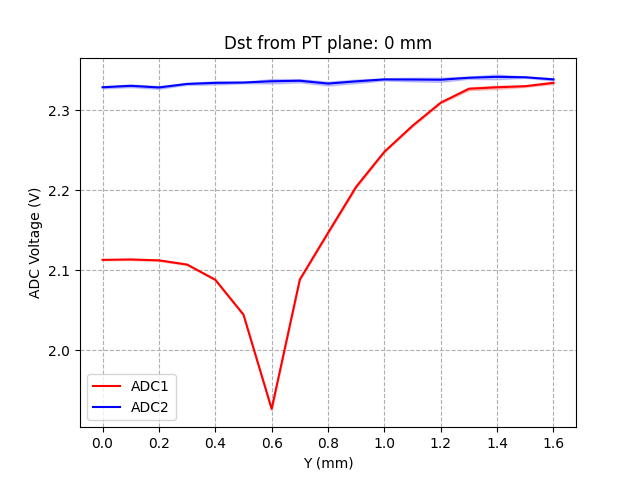 Dst from PT plane: 0 mm
ADC Voltage (V)
2.3
2.2
2.1
2.0
ADC1
ADC2
0.0 0.2 0.4 0.6 0.8 1.0 1.2 1.4 1.6
Y (mm)